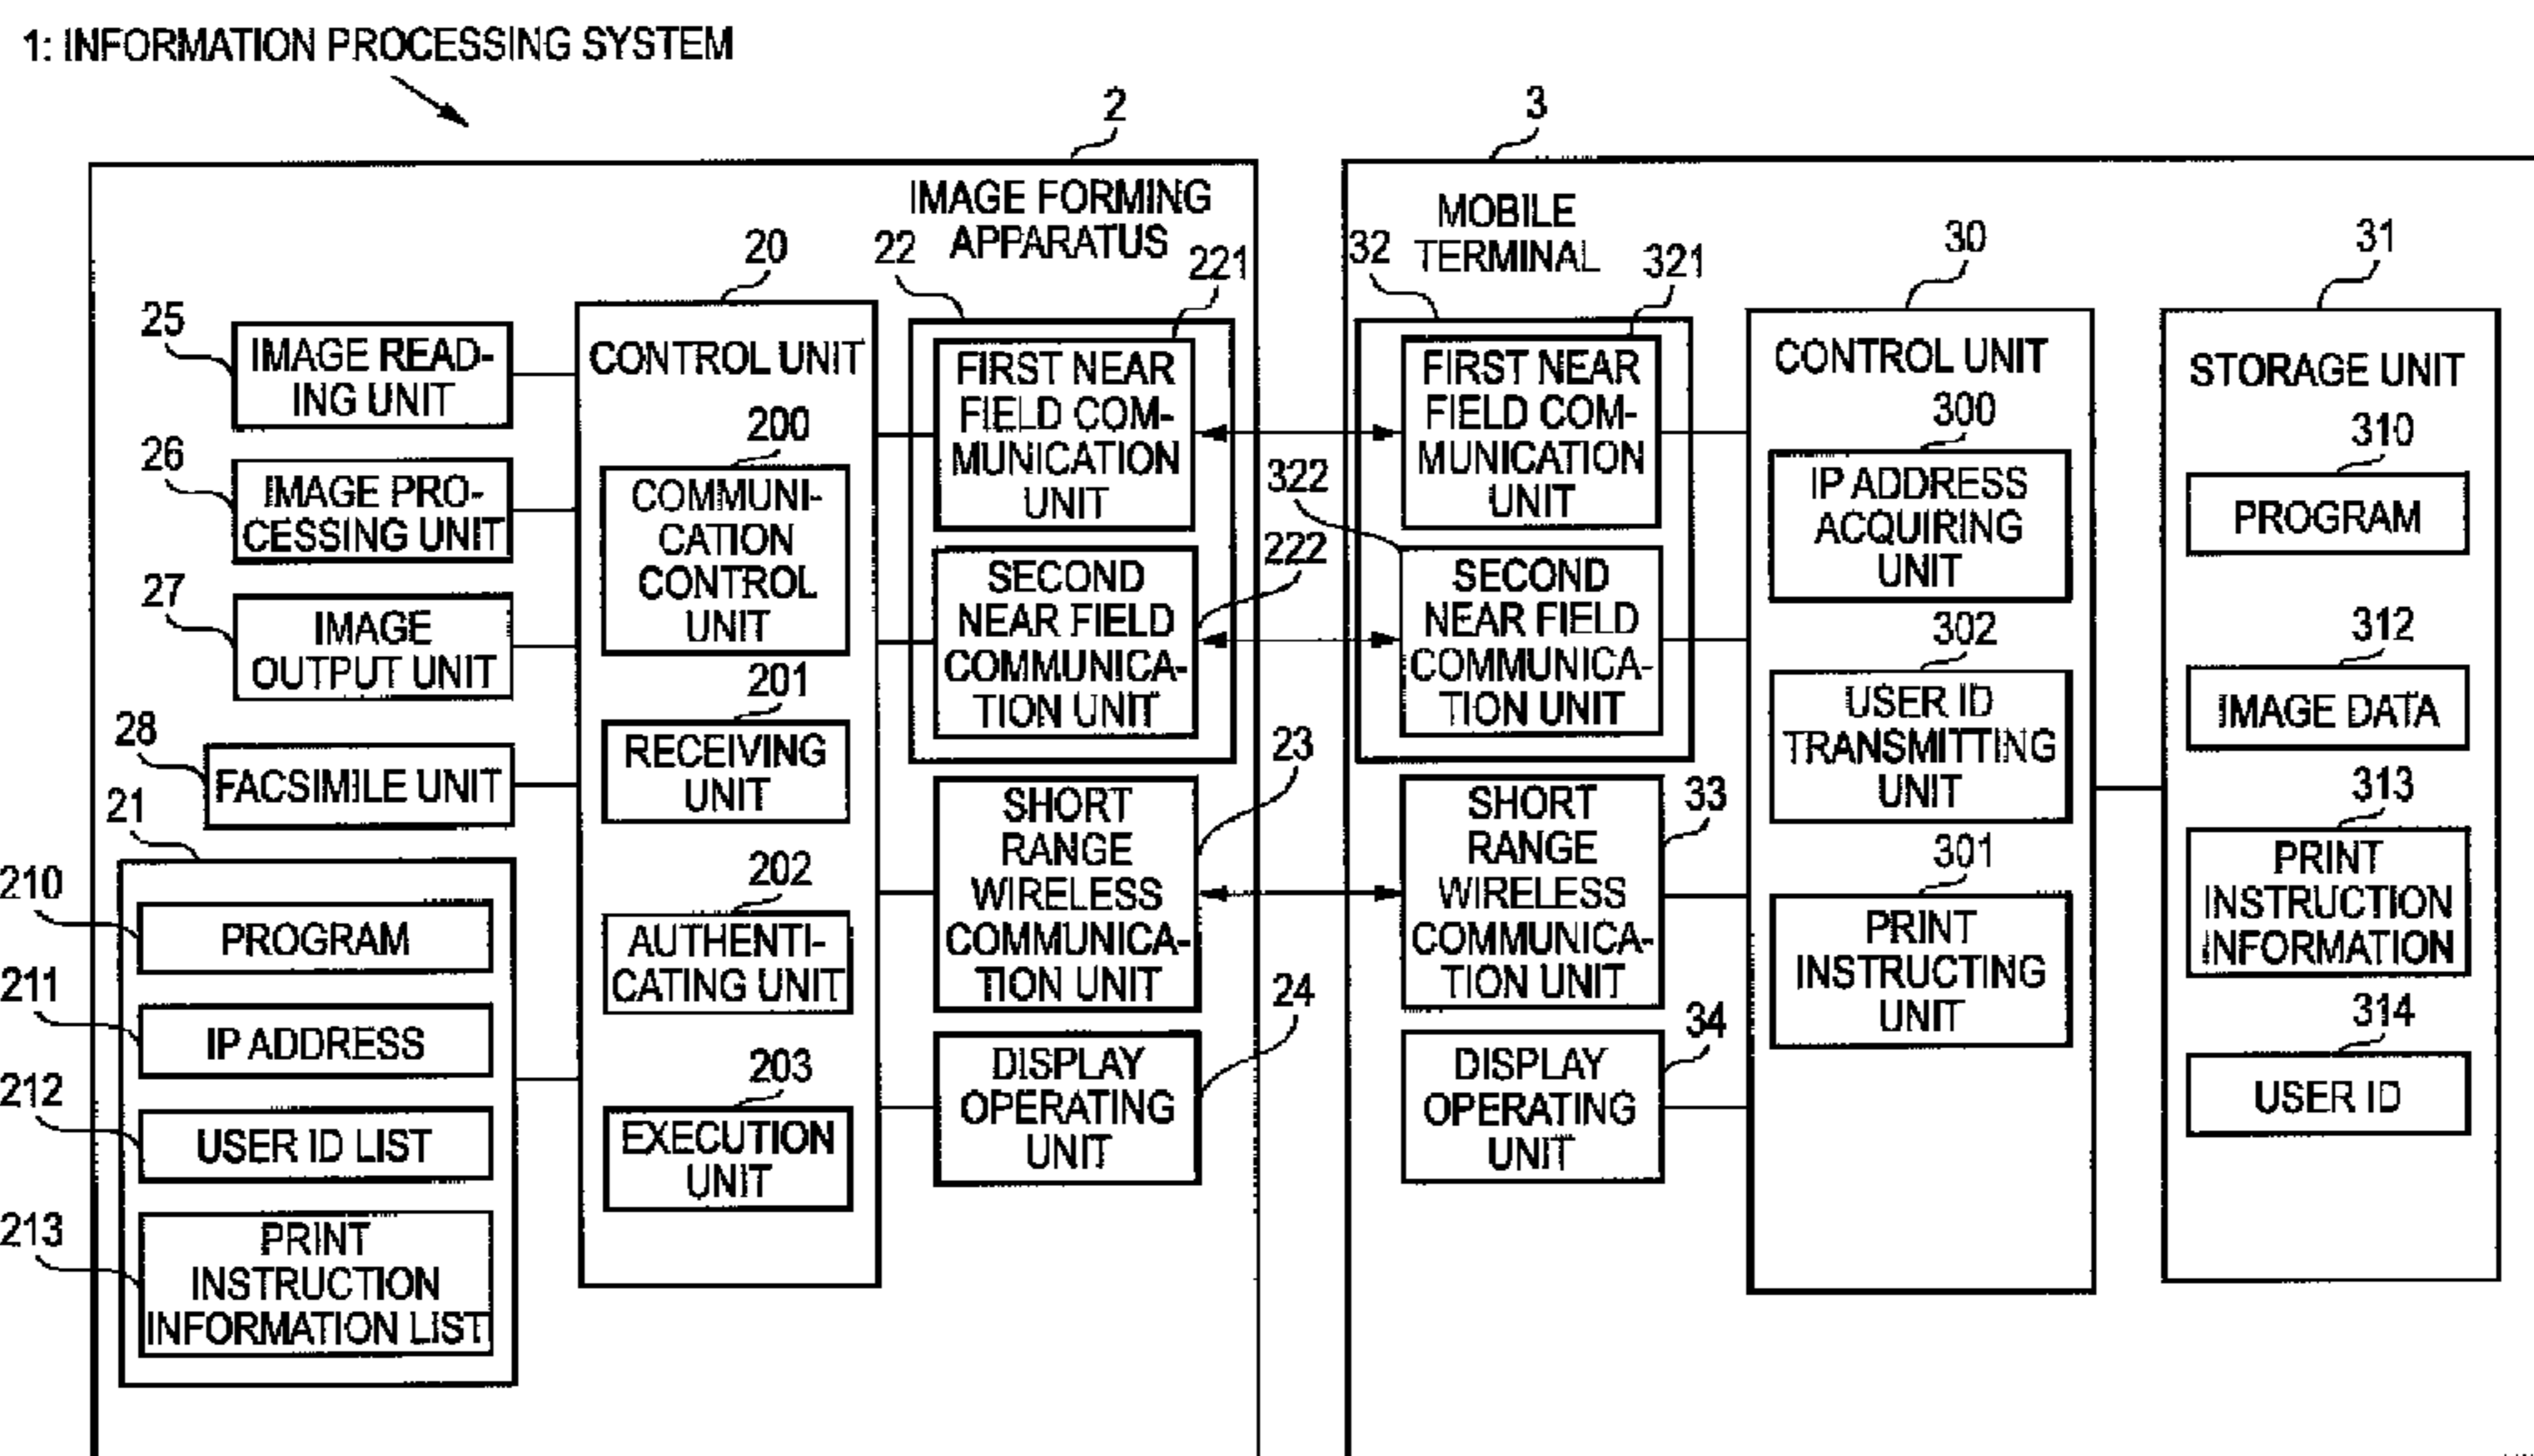 1: INFORMATION PROCESSING SYSTEM
2
IMAGE FORMING
APPARATUS
25
IMAGE READ-
ING UNIT
26
IMAGE PRO-
CESSING UNIT
27
IMAGE
OUTPUT UNIT
28
FACSIMILE UNIT
21
210
PROGRAM
211
IP ADDRESS
212
USER ID LIST
213
PRINT
INSTRUCTION
INFORMATION LIST
20
CONTROL UNIT
200
COMMUNI-
CATION
CONTROL
UNIT
201
RECEIVING
UNIT
202
AUTHENTI-
CATING UNIT
203
EXECUTION
UNIT
22
221
FIRST NEAR
FIELD COM-
MUNICATION
UNIT
222
SECOND
NEAR FIELD
COMMUNICA-
TION UNIT
23
SHORT
RANGE
WIRELESS
COMMUNICA-
TION UNIT
24
DISPLAY
OPERATING
UNIT
3
MOBILE
TERMINAL
32
321
FIRST NEAR
FIELD COM-
MUNICATION
UNIT
322
SECOND
NEAR FIELD
COMMUNICA-
TION UNIT
33
SHORT
RANGE
WIRELESS
COMMUNICA-
TION UNIT
34
DISPLAY
OPERATING
UNIT
30
CONTROL UNIT
300
IP ADDRESS
ACQUIRING
UNIT
302
USER ID
TRANSMITTING
UNIT
301
PRINT
INSTRUCTING
UNIT
31
STORAGE UNIT
310
PROGRAM
312
IMAGE DATA
313
PRINT
INSTRUCTION
INFORMATION
314
USER ID